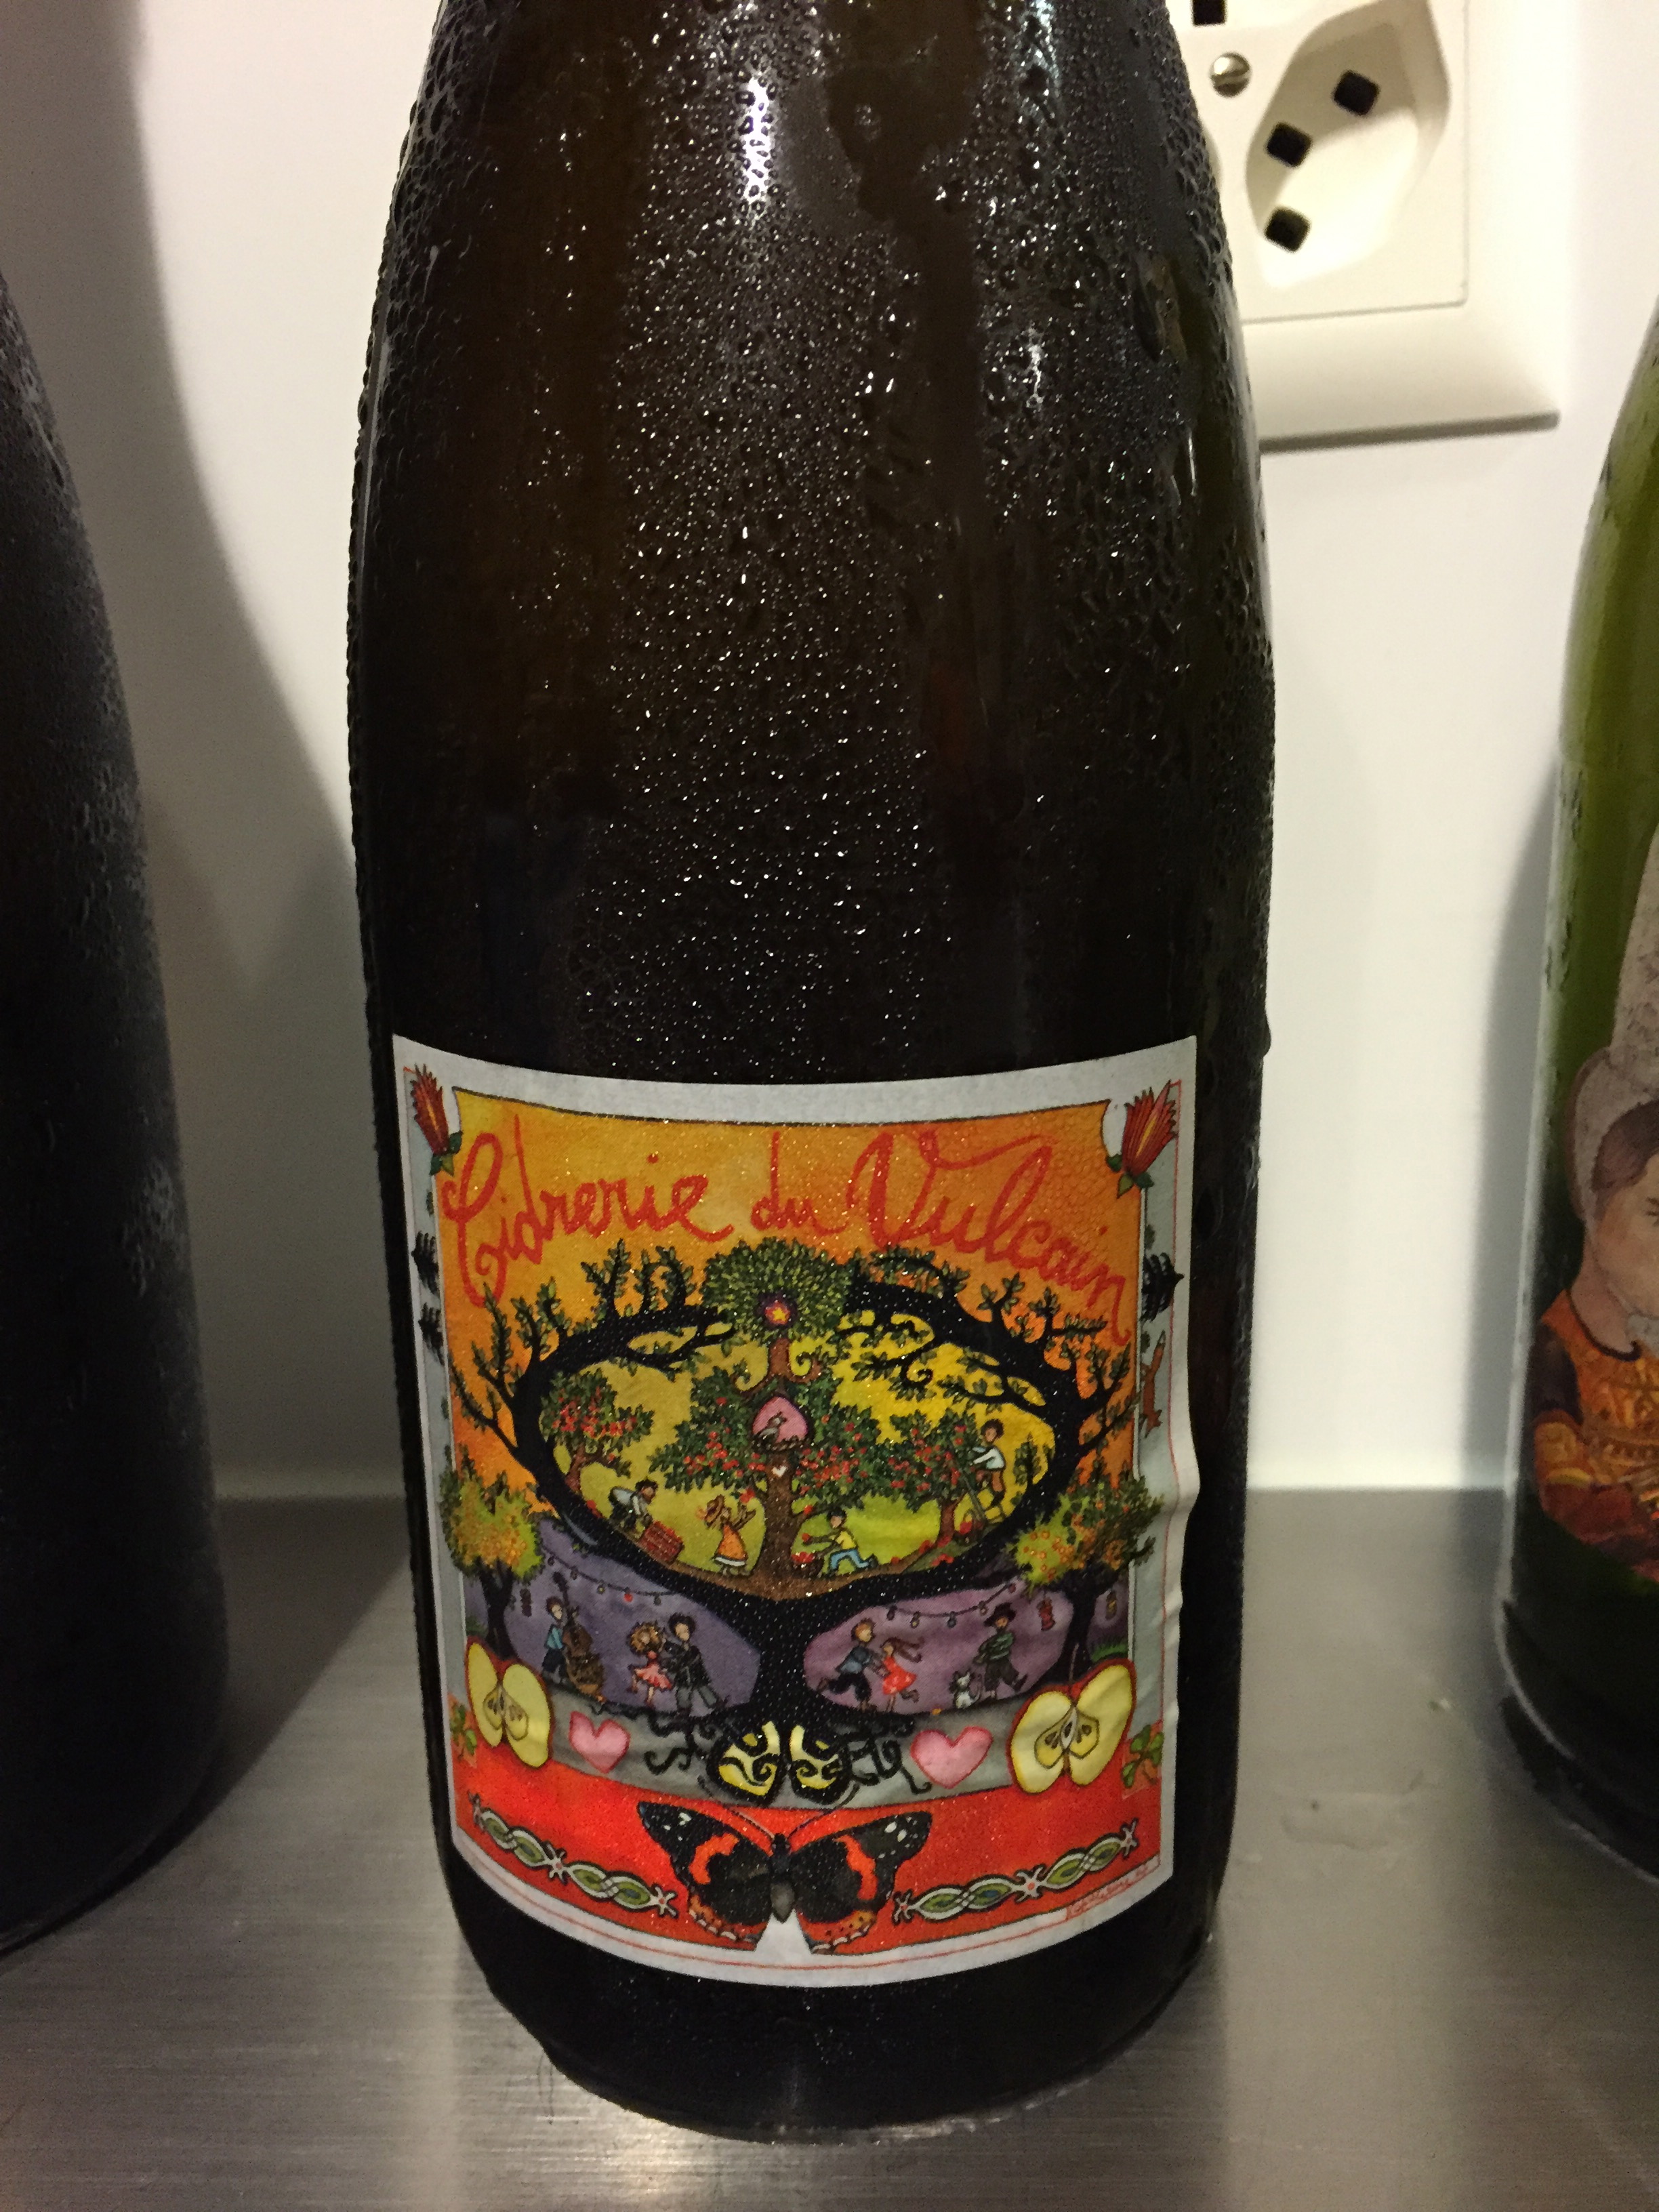 Cidrerie du Vulcain